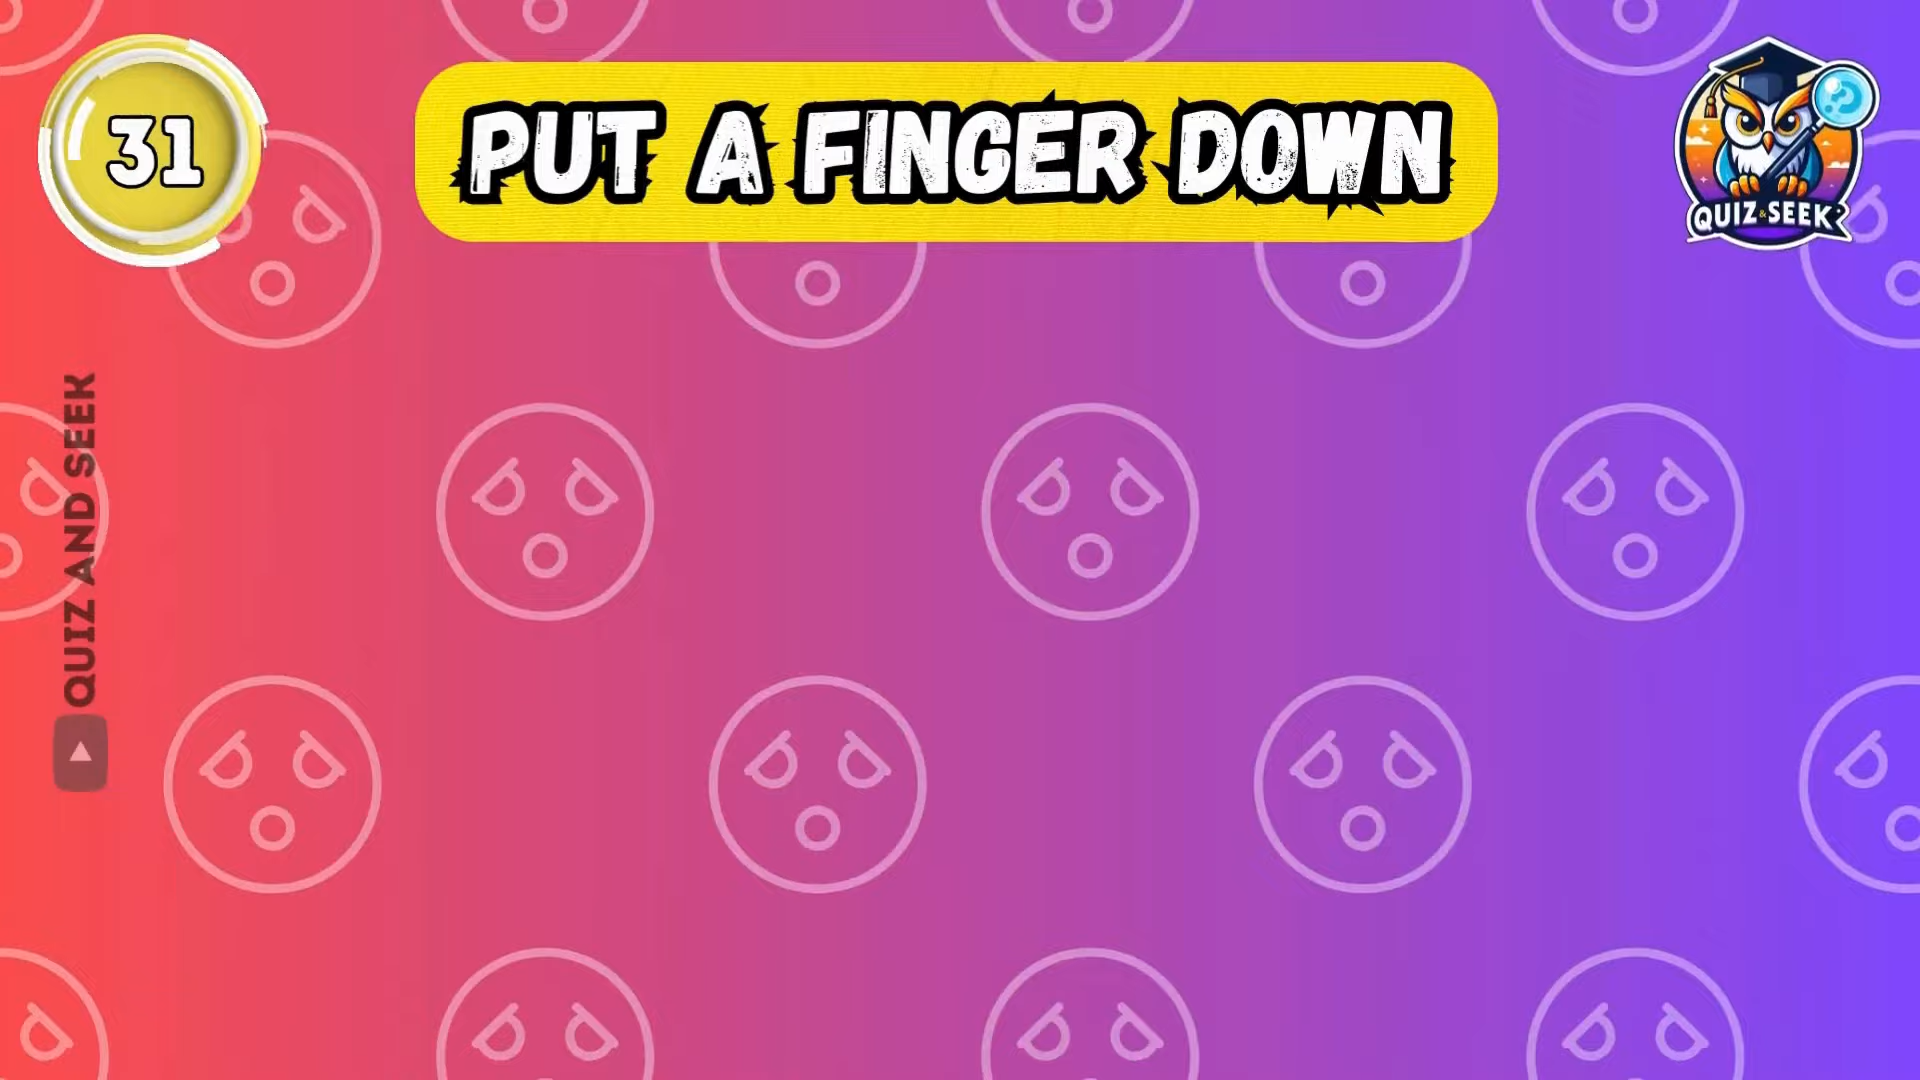 31
PUT A FINGER DOWN
QUIZ & SEEK
QUIZ AND SEEK